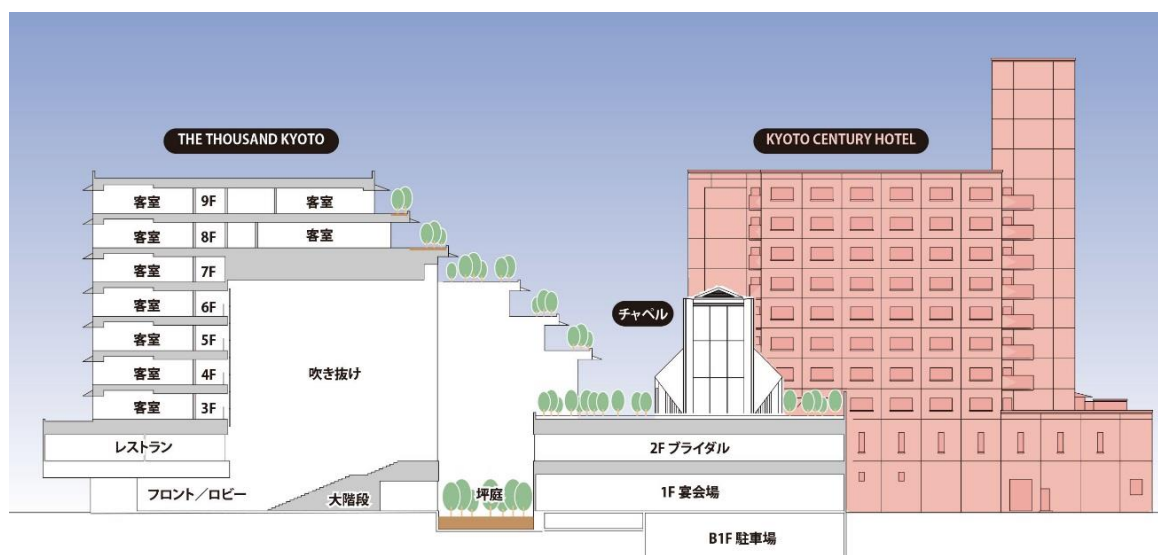 THE THOUSAND KYOTO
KYOTO CENTURY HOTEL
客室 9F 客室
客室 8F 客室
客室 7F
客室 6F
チャペル
客室 5F
客室 4F 吹き抜け
客室 3F
レストラン
2F ブライダル
フロント／ロビー
大階段
坪庭
1F 宴会場
B1F 駐車場